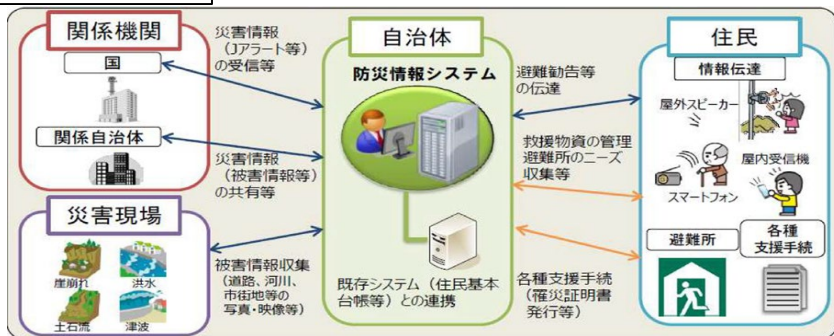 関係機関
国
関係自治体
災害情報
（Jアラート等）
の受信等
災害情報
（被害情報等）
の共有等
災害現場
崖崩れ
洪水
土石流
津波
被害情報収集
（道路、河川、
市街地等の
写真・映像等）
自治体
防災情報システム
既存システム（住民基本
台帳等）との連携
避難勧告等
の伝達
救援物資の管理
避難所のニーズ
収集等
各種支援手続
（罹災証明書
発行等）
住民
情報伝達
屋外スピーカー
屋内受信機
スマートフォン
避難所
各種
支援手続